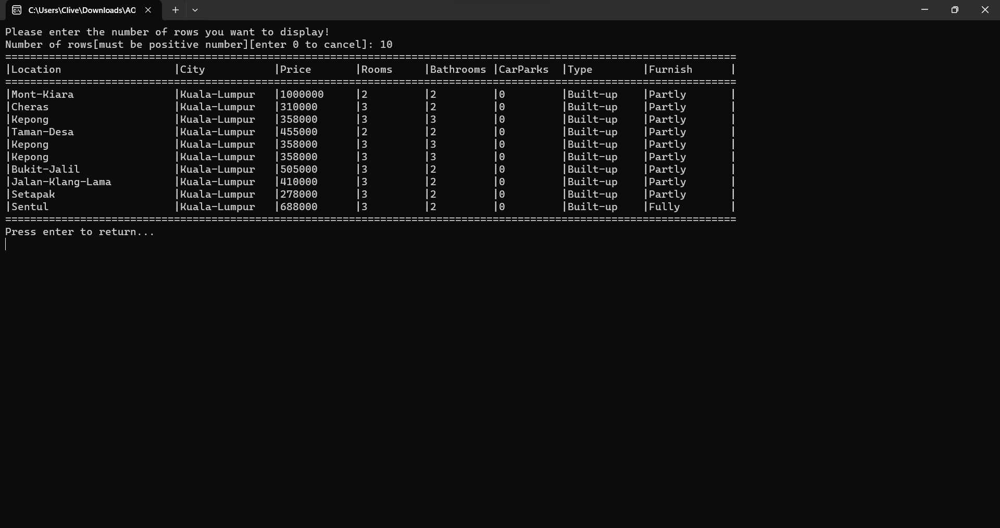 C:\Users\Clive\Downloads\AC
Please enter the number of rows you want to display!
Number of rows[must be positive number][enter 0 to cancel]: 10
=====================================================================================================================
|Location                  |City           |Price       |Rooms     |Bathrooms |CarParks  |Type        |Furnish      |
=====================================================================================================================
|Mont-Kiara                |Kuala-Lumpur   |1000000     |2         |2         |0         |Built-up    |Partly       |
|Cheras                    |Kuala-Lumpur   |310000      |3         |2         |0         |Built-up    |Partly       |
|Kepong                    |Kuala-Lumpur   |358000      |3         |3         |0         |Built-up    |Partly       |
|Taman-Desa                |Kuala-Lumpur   |455000      |2         |2         |0         |Built-up    |Partly       |
|Kepong                    |Kuala-Lumpur   |358000      |3         |3         |0         |Built-up    |Partly       |
|Kepong                    |Kuala-Lumpur   |358000      |3         |3         |0         |Built-up    |Partly       |
|Bukit-Jalil               |Kuala-Lumpur   |505000      |3         |2         |0         |Built-up    |Partly       |
|Jalan-Klang-Lama          |Kuala-Lumpur   |410000      |3         |2         |0         |Built-up    |Partly       |
|Setapak                   |Kuala-Lumpur   |278000      |3         |2         |0         |Built-up    |Partly       |
|Sentul                    |Kuala-Lumpur   |688000      |3         |2         |0         |Built-up    |Fully        |
=====================================================================================================================
Press enter to return...